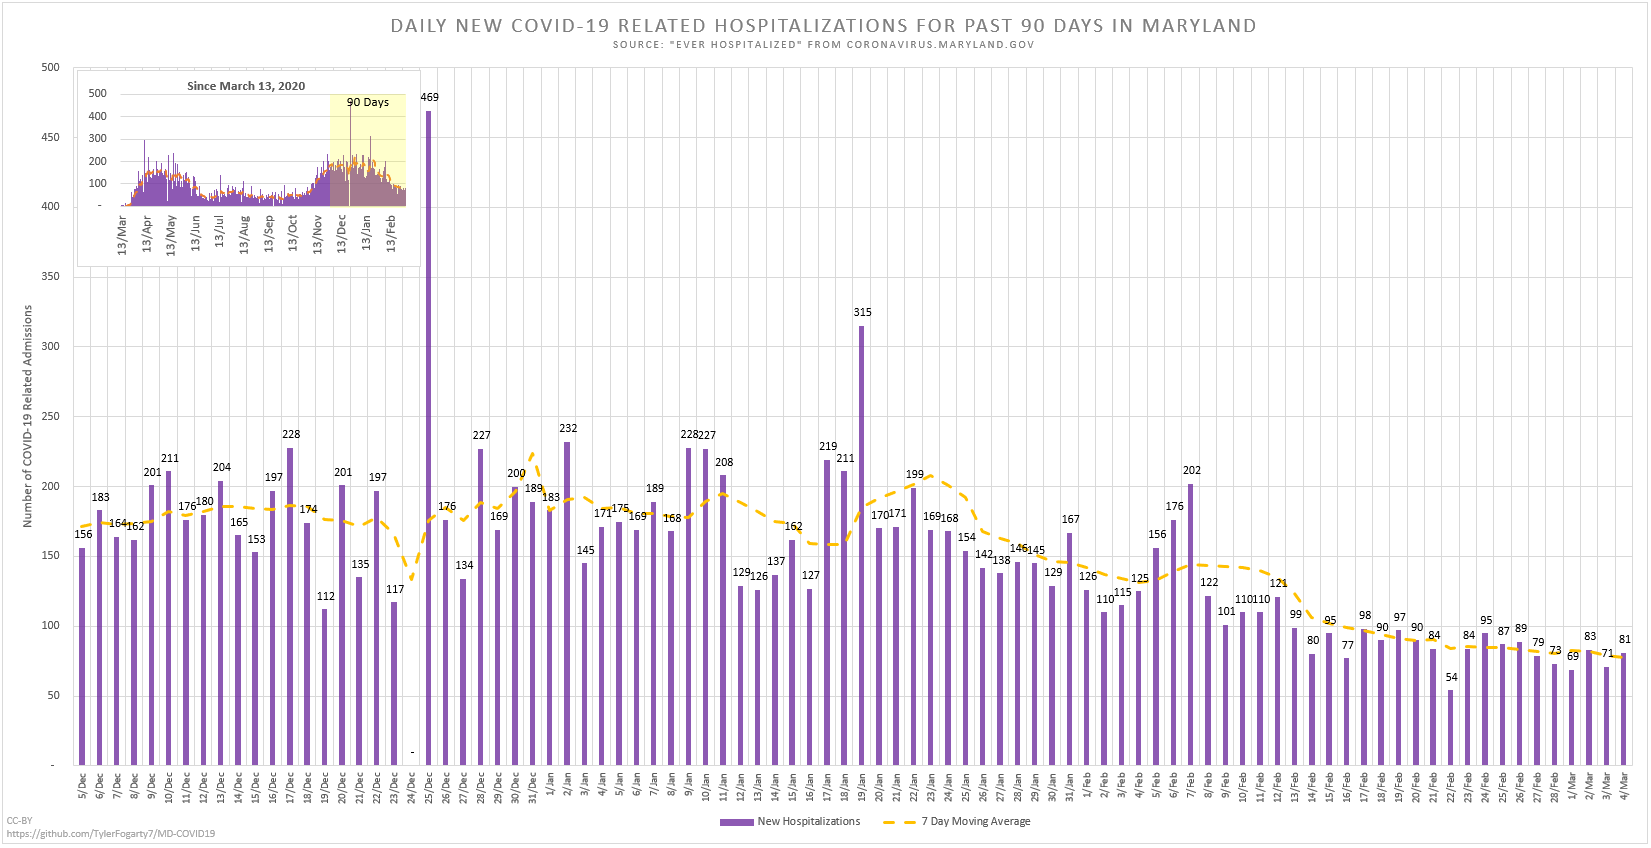 DAILY NEW COVID-19 RELATED HOSPITALIZATIONS FOR PAST 90 DAYS IN MARYLAND
SOURCE: "EVER HOSPITALIZED" FROM CORONAVIRUS.MARYLAND.GOV
Number of COVID-19 Related Admissions
500
450
400
350
300
250
200
150
100
50
-
Since March 13, 2020
90 Days
500
400
300
200
100
-
13/Mar 13/Apr 13/May 13/Jun 13/Jul 13/Aug 13/Sep 13/Oct 13/Nov 13/Dec 13/Jan 13/Feb
156 183 164 162 201 211 176 180 204 165 153 197 228 174 112 201 135 197 117 - 469 176 134 227 169 200 189 183 232 145 171 175 169 189 168 228 227 208 129 126 137 162 127 219 211 315 170 171 199 169 168 154 142 138 146 145 129 167 126 110 115 125 156 176 202 122 101 110 110 121 99 80 95 77 98 90 97 90 84 54 84 95 87 89 79 73 69 83 71 81
5/Dec 6/Dec 7/Dec 8/Dec 9/Dec 10/Dec 11/Dec 12/Dec 13/Dec 14/Dec 15/Dec 16/Dec 17/Dec 18/Dec 19/Dec 20/Dec 21/Dec 22/Dec 23/Dec 24/Dec 25/Dec 26/Dec 27/Dec 28/Dec 29/Dec 30/Dec 31/Dec 1/Jan 2/Jan 3/Jan 4/Jan 5/Jan 6/Jan 7/Jan 8/Jan 9/Jan 10/Jan 11/Jan 12/Jan 13/Jan 14/Jan 15/Jan 16/Jan 17/Jan 18/Jan 19/Jan 20/Jan 21/Jan 22/Jan 23/Jan 24/Jan 25/Jan 26/Jan 27/Jan 28/Jan 29/Jan 30/Jan 31/Jan 1/Feb 2/Feb 3/Feb 4/Feb 5/Feb 6/Feb 7/Feb 8/Feb 9/Feb 10/Feb 11/Feb 12/Feb 13/Feb 14/Feb 15/Feb 16/Feb 17/Feb 18/Feb 19/Feb 20/Feb 21/Feb 22/Feb 23/Feb 24/Feb 25/Feb 26/Feb 27/Feb 28/Feb 1/Mar 2/Mar 3/Mar 4/Mar
New Hospitalizations 7 Day Moving Average
CC-BY
https://github.com/TylerFogarty7/MD-COVID19